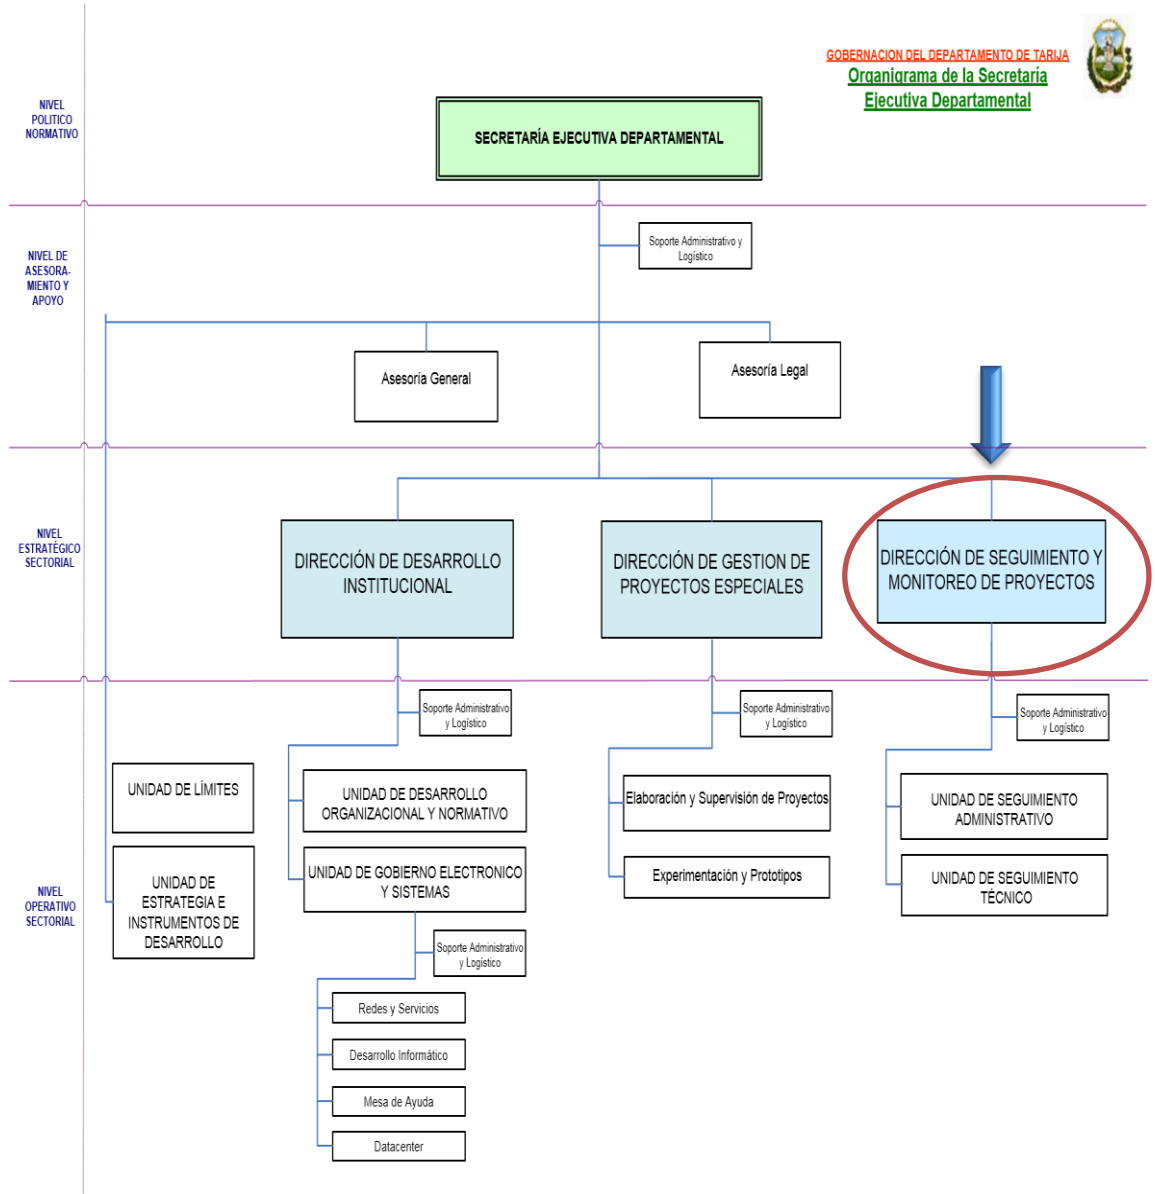 GOBERNACION DEL DEPARTAMENTO DE TARIJA
Organigrama de la Secretaría
Ejecutiva Departamental
NIVEL
POLITICO
NORMATIVO
SECRETARÍA EJECUTIVA DEPARTAMENTAL
NIVEL DE
ASESORA-
MIENTO Y
APOYO
Soporte Administrativo y
Logístico
Asesoría General
Asesoría Legal
NIVEL
ESTRATÉGICO
SECTORIAL
DIRECCIÓN DE DESARROLLO
INSTITUCIONAL
DIRECCIÓN DE GESTION DE
PROYECTOS ESPECIALES
DIRECCIÓN DE SEGUIMIENTO Y
MONITOREO DE PROYECTOS
Soporte Administrativo
y Logístico
Soporte Administrativo
y Logístico
Soporte Administrativo
y Logístico
NIVEL
OPERATIVO
SECTORIAL
UNIDAD DE LÍMITES
UNIDAD DE
ESTRATEGIA E
INSTRUMENTOS DE
DESARROLLO
UNIDAD DE DESARROLLO
ORGANIZACIONAL Y NORMATIVO
UNIDAD DE GOBIERNO ELECTRONICO
Y SISTEMAS
Soporte Administrativo
y Logístico
Redes y Servicios
Desarrollo Informático
Mesa de Ayuda
Datacenter
Elaboración y Supervisión de Proyectos
Experimentación y Prototipos
UNIDAD DE SEGUIMIENTO
ADMINISTRATIVO
UNIDAD DE SEGUIMIENTO
TÉCNICO